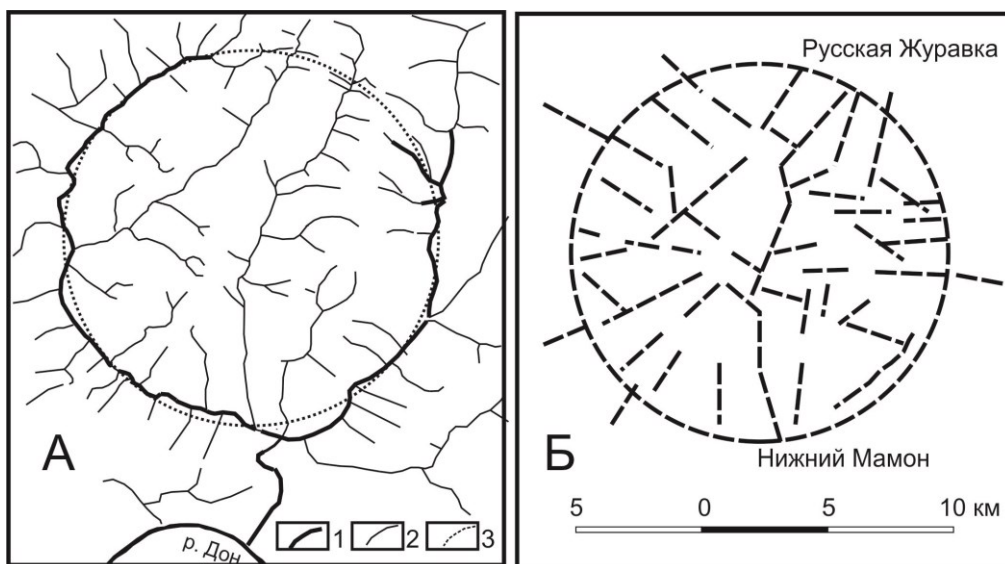 А
р. Дон
1 2 3
Русская Журавка
Б
Нижний Мамон
5 0 5 10 км